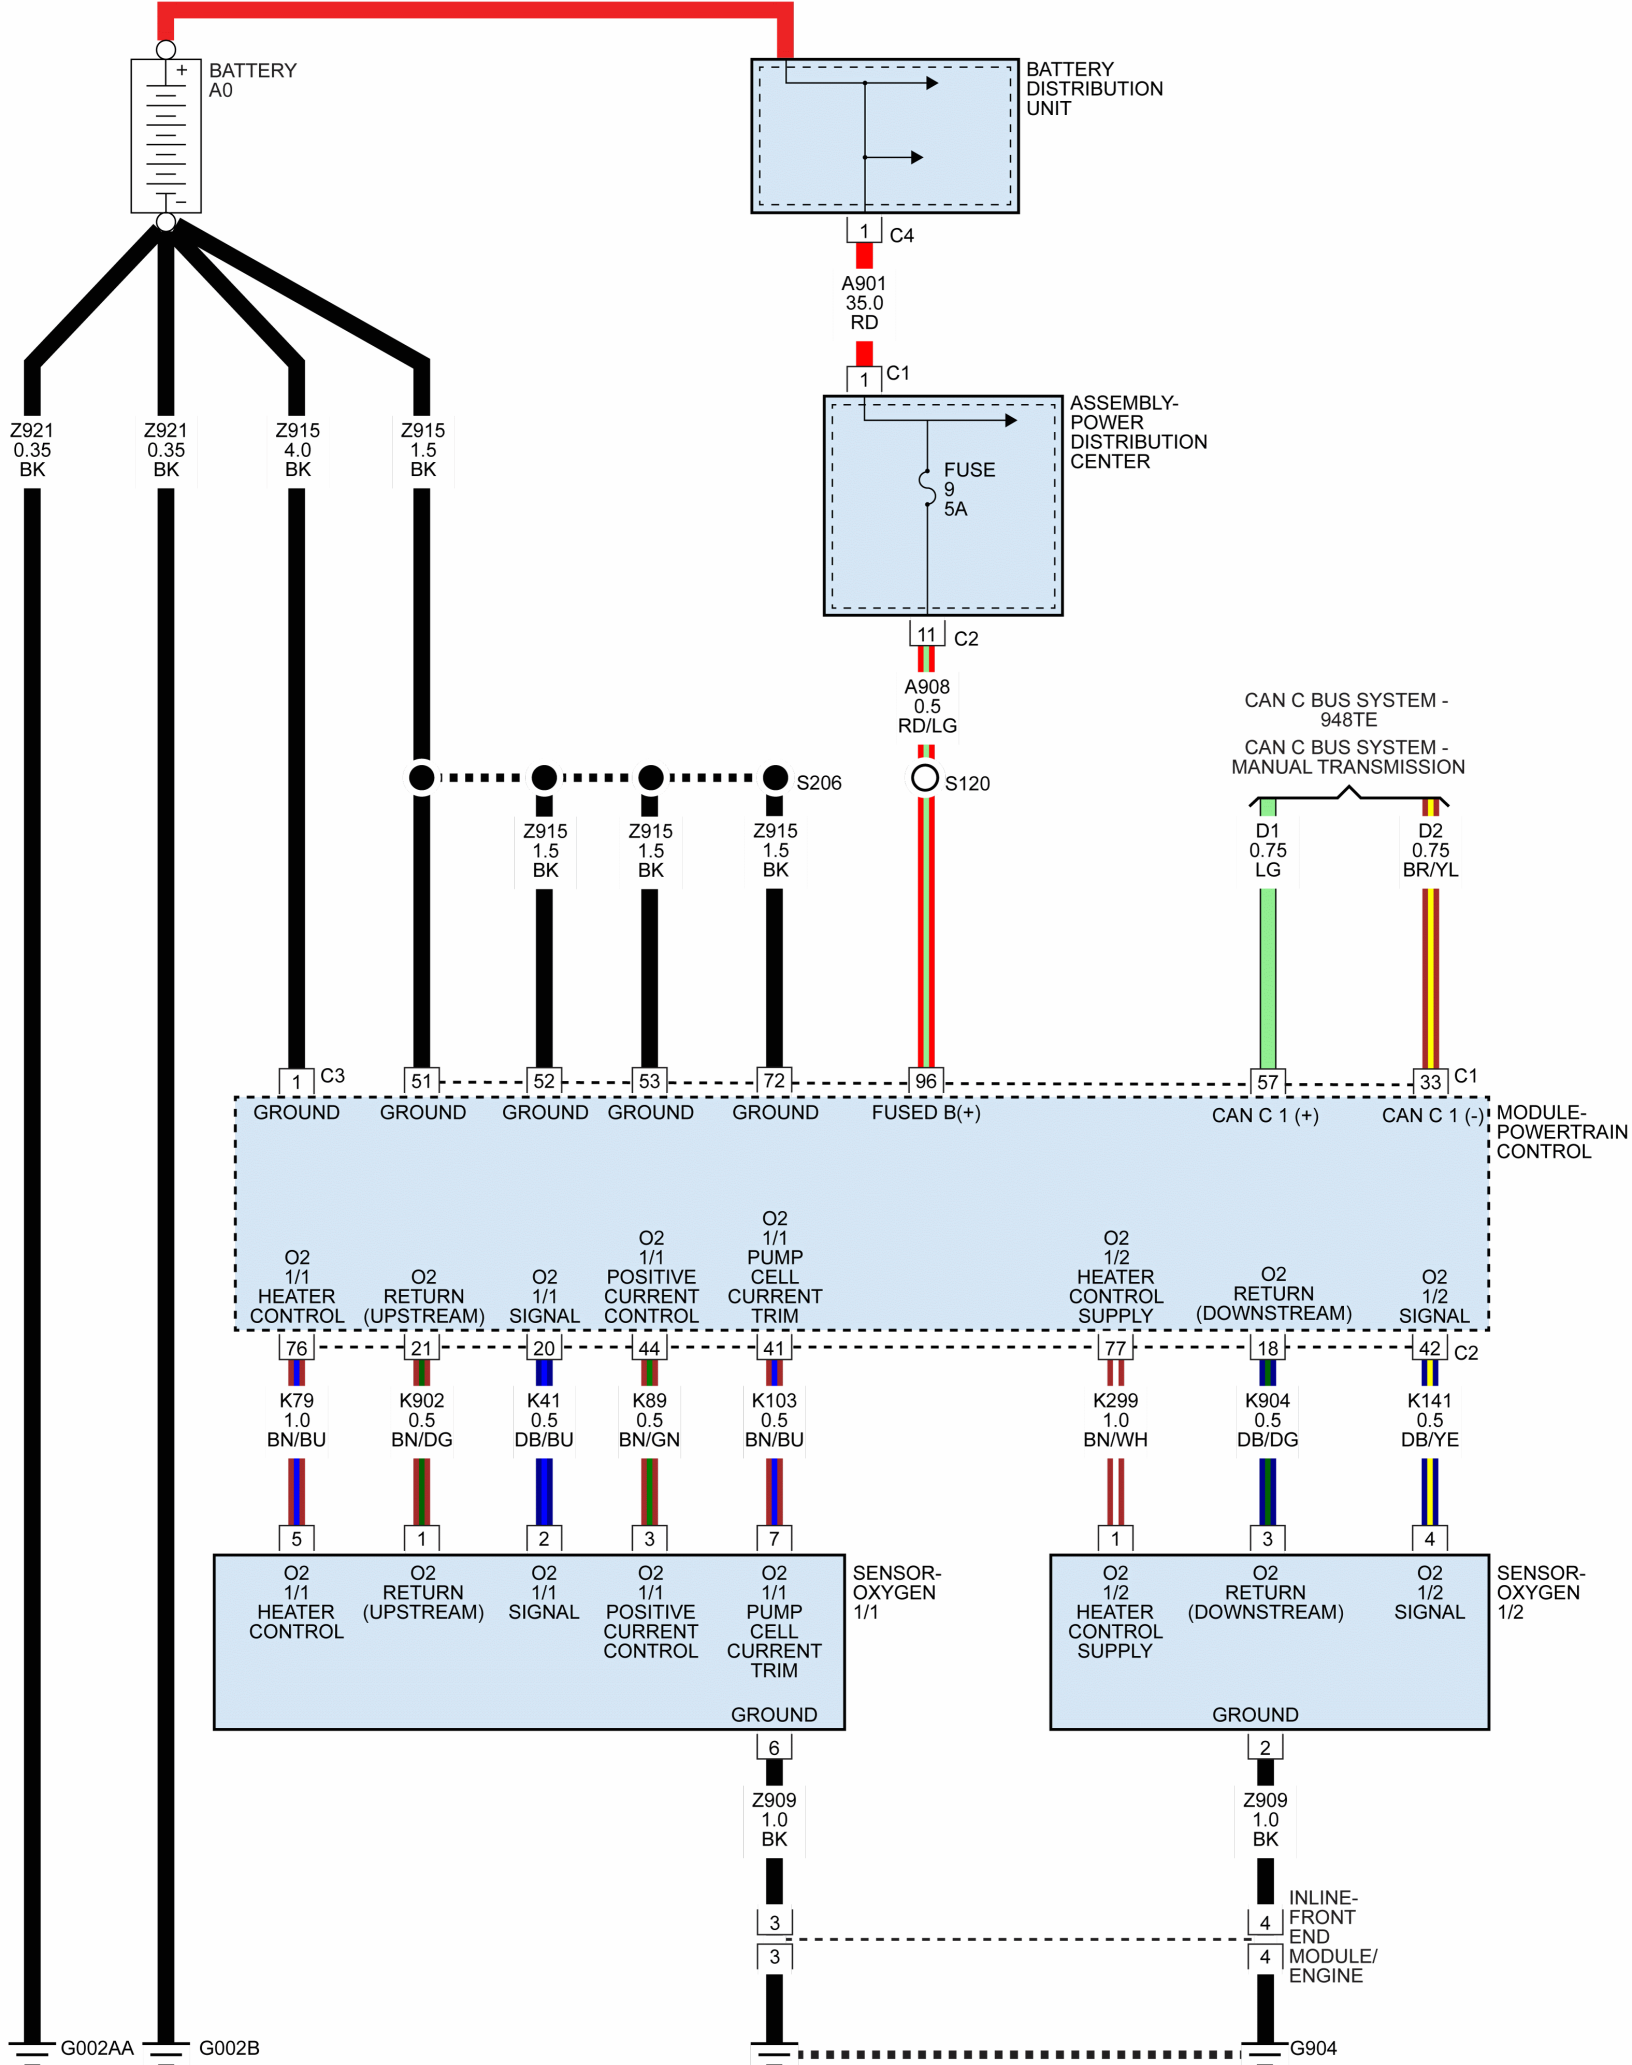 +
BATTERY
A0
-
BATTERY
DISTRIBUTION
UNIT
1
C4
A901
35.0
RD
1
C1
ASSEMBLY-
POWER
DISTRIBUTION
CENTER
FUSE
9
5A
11
C2
Z921
0.35
BK
Z921
0.35
BK
Z915
4.0
BK
Z915
1.5
BK
A908
0.5
RD/LG
S206
S120
CAN C BUS SYSTEM -
948TE
CAN C BUS SYSTEM -
MANUAL TRANSMISSION
Z915
1.5
BK
Z915
1.5
BK
Z915
1.5
BK
D1
0.75
LG
D2
0.75
BR/YL
1
C3
51
52
53
72
96
57
33
C1
GROUND
GROUND
GROUND
GROUND
GROUND
FUSED B(+)
CAN C 1 (+)
CAN C 1 (-)
MODULE-
POWERTRAIN
CONTROL
O2
1/1
HEATER
CONTROL
O2
RETURN
(UPSTREAM)
O2
1/1
SIGNAL
O2
1/1
POSITIVE
CURRENT
CONTROL
O2
1/1
PUMP
CELL
CURRENT
TRIM
O2
1/2
HEATER
CONTROL
SUPPLY
O2
RETURN
(DOWNSTREAM)
O2
1/2
SIGNAL
76
21
20
44
41
77
18
42
C2
K79
1.0
BN/BU
K902
0.5
BN/DG
K41
0.5
DB/BU
K89
0.5
BN/GN
K103
0.5
BN/BU
K299
1.0
BN/WH
K904
0.5
DB/DG
K141
0.5
DB/YE
5
1
2
3
7
1
3
4
O2
1/1
HEATER
CONTROL
O2
RETURN
(UPSTREAM)
O2
1/1
SIGNAL
O2
1/1
POSITIVE
CURRENT
CONTROL
O2
1/1
PUMP
CELL
CURRENT
TRIM
GROUND
SENSOR-
OXYGEN
1/1
O2
1/2
HEATER
CONTROL
SUPPLY
O2
RETURN
(DOWNSTREAM)
O2
1/2
SIGNAL
GROUND
SENSOR-
OXYGEN
1/2
6
2
Z909
1.0
BK
Z909
1.0
BK
3
4
3
4
INLINE-
FRONT
END
MODULE/
ENGINE
G002AA
G002B
G904